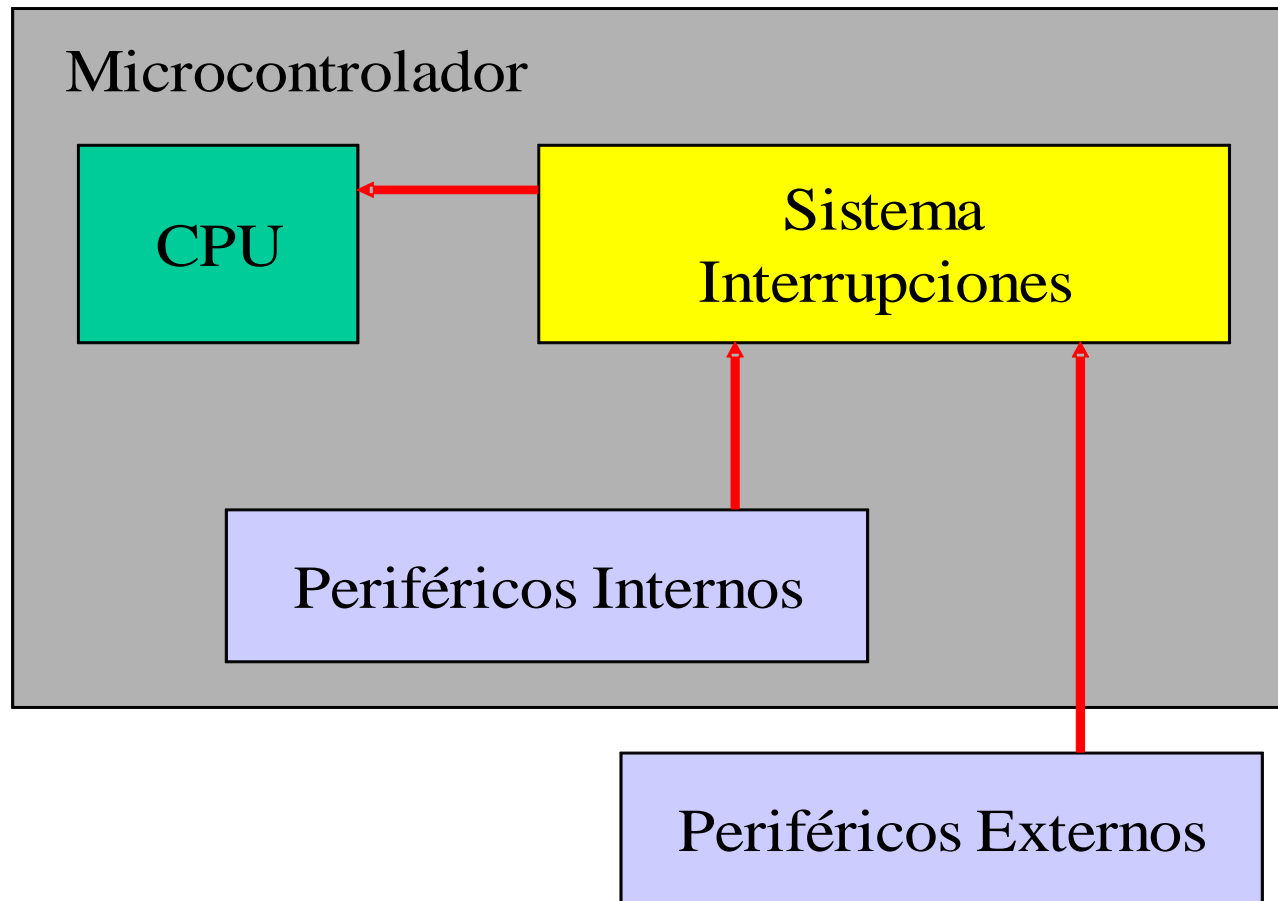 Microcontrolador
CPU
Sistema
Interrupciones
Periféricos Internos
Periféricos Externos